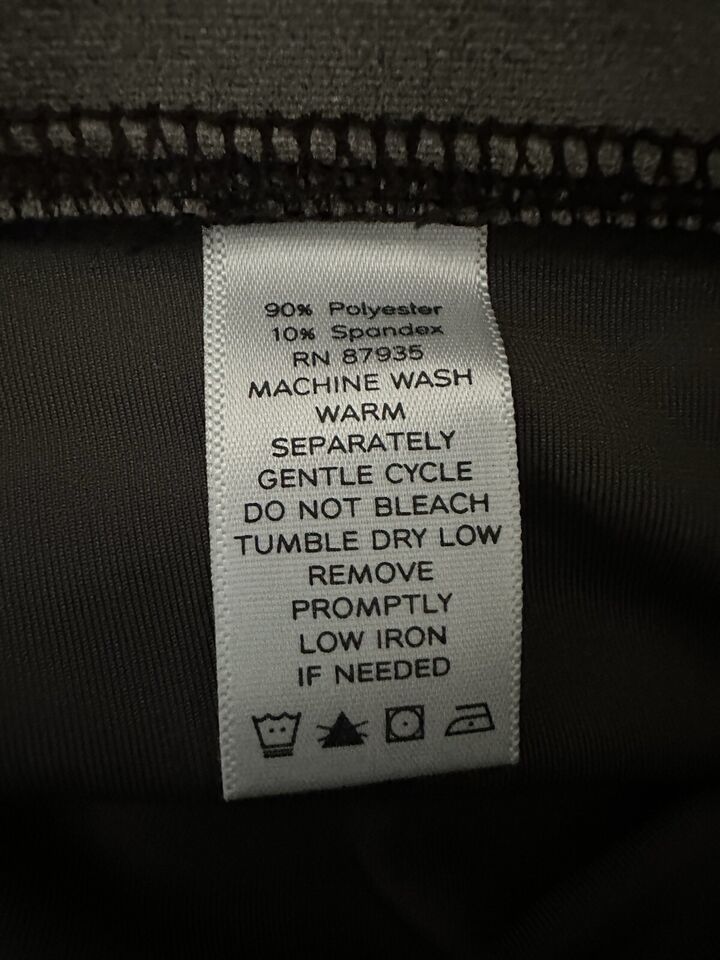 90% Polyester
10% Spandex
RN 87935
MACHINE WASH
WARM
SEPARATELY
GENTLE CYCLE
DO NOT BLEACH
TUMBLE DRY LOW
REMOVE
PROMPTLY
LOW IRON
IF NEEDED